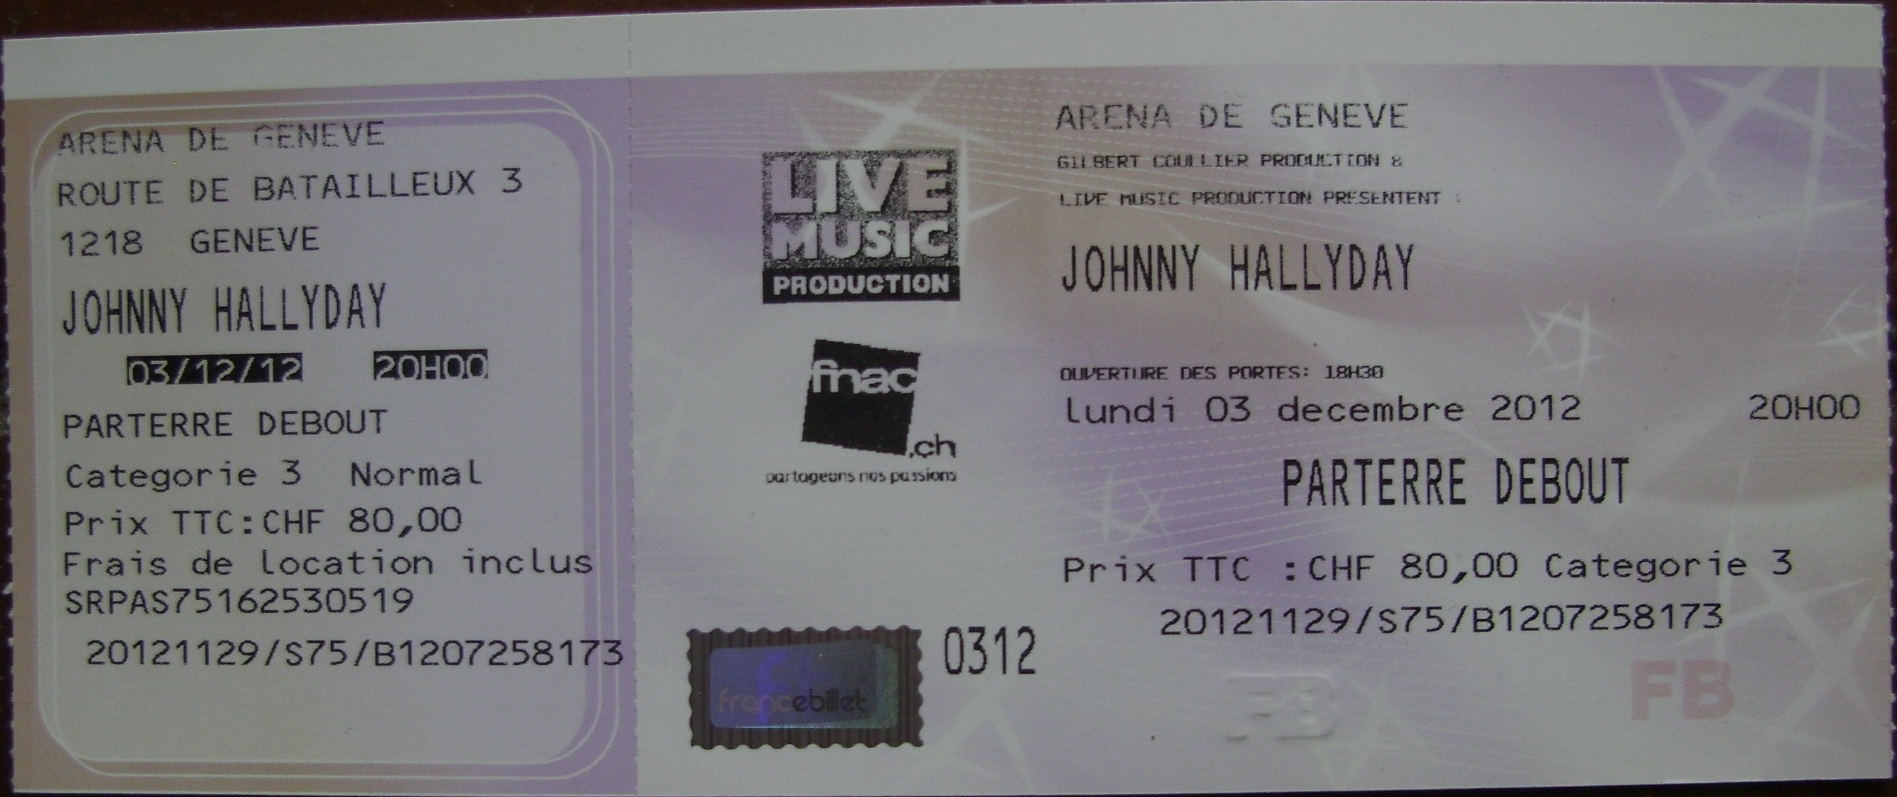 ARENA DE GENEVE
ROUTE DE BATAILLEUX 3
1218 GENEVE
JOHNNY HALLYDAY
03/12/12 20H00
PARTERRE DEBOUT
Categorie 3 Normal
Prix TTC:CHF 80,00
Frais de location inclus
SRPAS75162530519
20121129/S75/B1207258173
LIVE
MUSIC
PRODUCTION
fnac
.ch
partageons nos passions
francebillet
0312
ARENA DE GENEVE
GILBERT COULLIER PRODUCTION &
LIVE MUSIC PRODUCTION PRESENTENT :
JOHNNY HALLYDAY
OUVERTURE DES PORTES: 18H30
lundi 03 decembre 2012 20H00
PARTERRE DEBOUT
Prix TTC :CHF 80,00 Categorie 3
20121129/S75/B1207258173
FB
FB